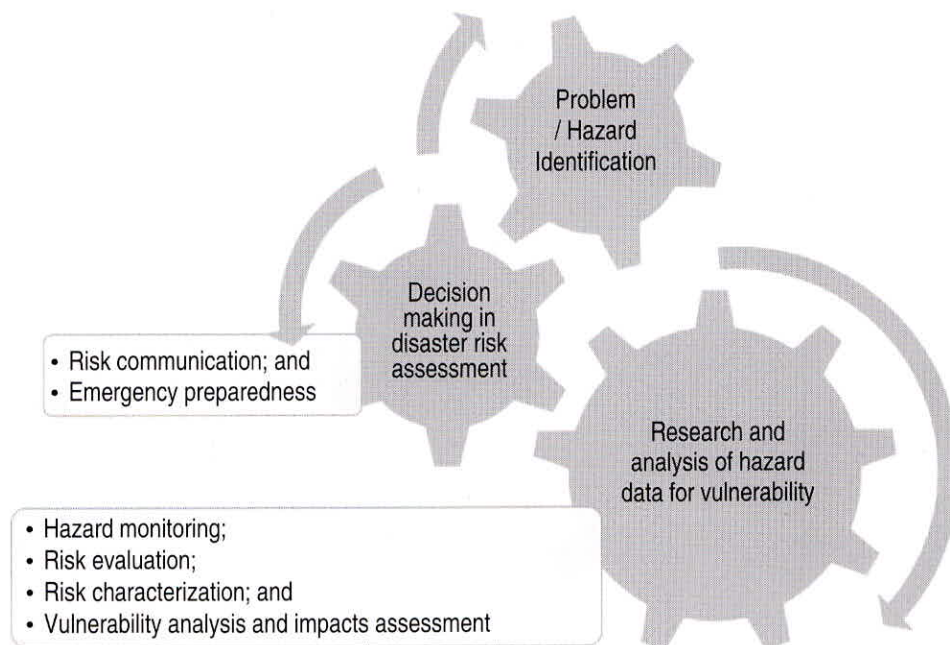 Problem
/ Hazard
Identification
Decision
making in
disaster risk
assessment
• Risk communication; and
• Emergency preparedness
Research and
analysis of hazard
data for vulnerability
• Hazard monitoring;
• Risk evaluation;
• Risk characterization; and
• Vulnerability analysis and impacts assessment